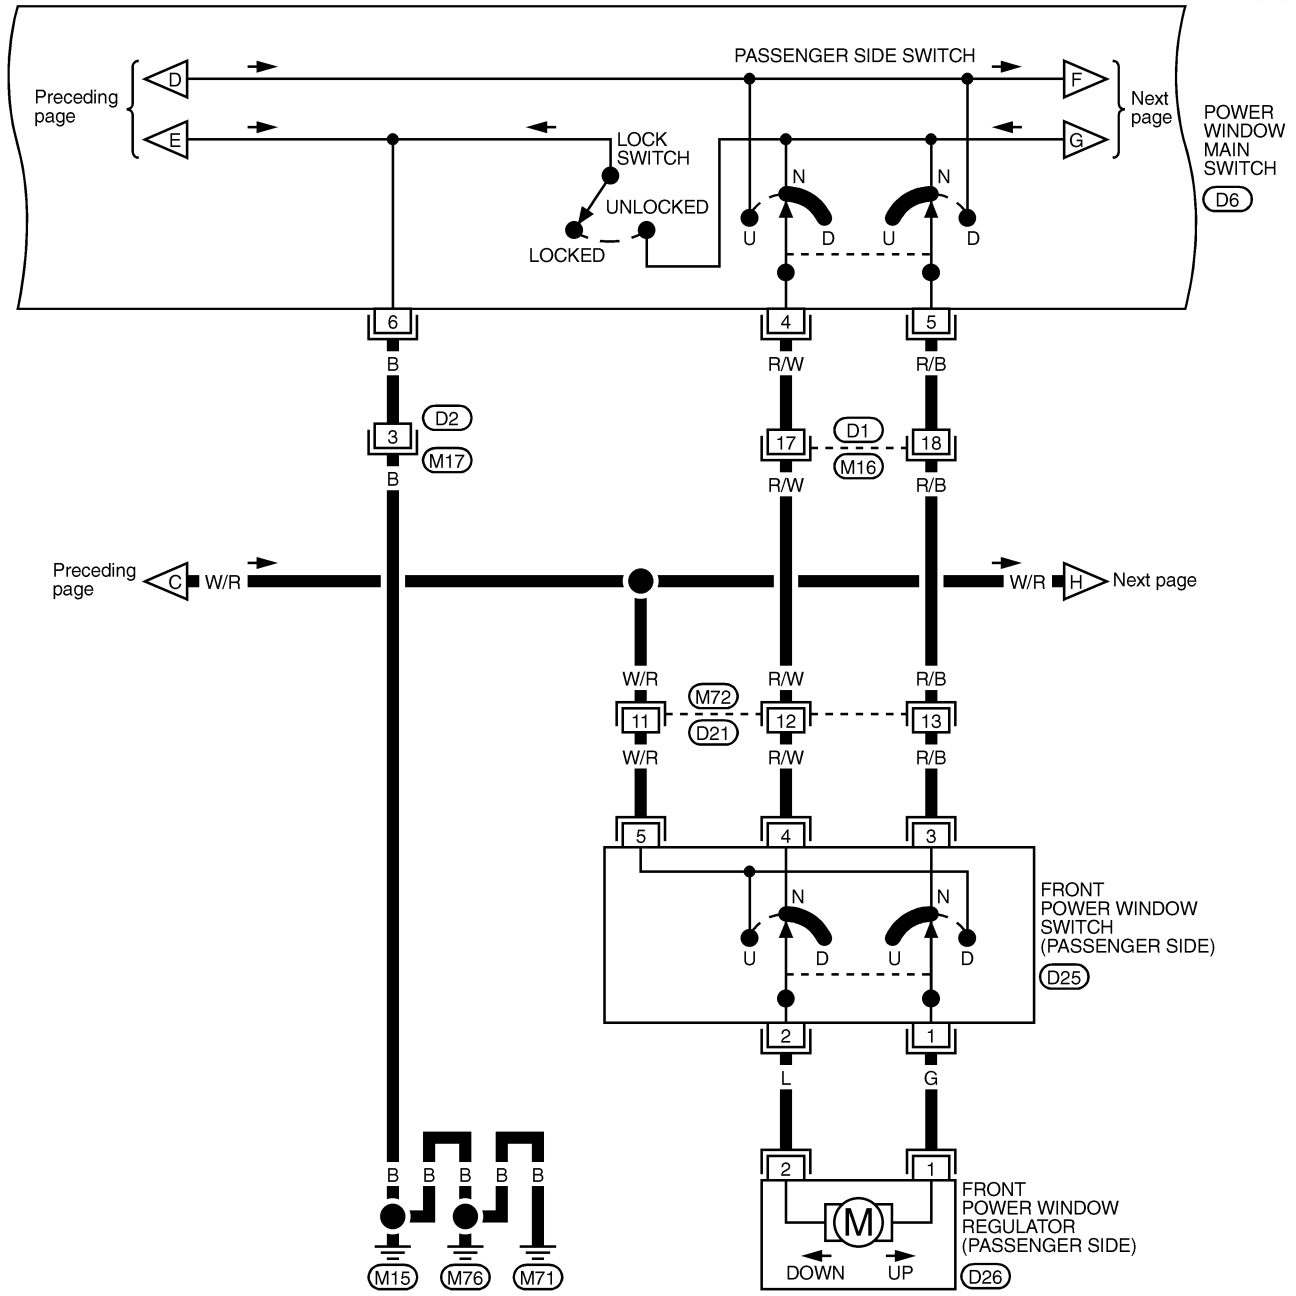 PASSENGER SIDE SWITCH
Preceding
page
D
E
F
G
Next
page
LOCK
SWITCH
UNLOCKED
LOCKED
N
U
D
N
U
D
POWER
WINDOW
MAIN
SWITCH
D6
6
4
5
B
R/W
R/B
3
D2
M17
17
D1
M16
18
B
R/W
R/B
Preceding
page
C
W/R
W/R
H
Next page
W/R
R/W
R/B
11
M72
D21
12
13
W/R
R/W
R/B
5
4
3
N
U
D
N
U
D
FRONT
POWER WINDOW
SWITCH
(PASSENGER SIDE)
D25
2
1
L
G
2
1
B
B
B
B
B
M
DOWN
UP
FRONT
POWER WINDOW
REGULATOR
(PASSENGER SIDE)
D26
M15
M76
M71